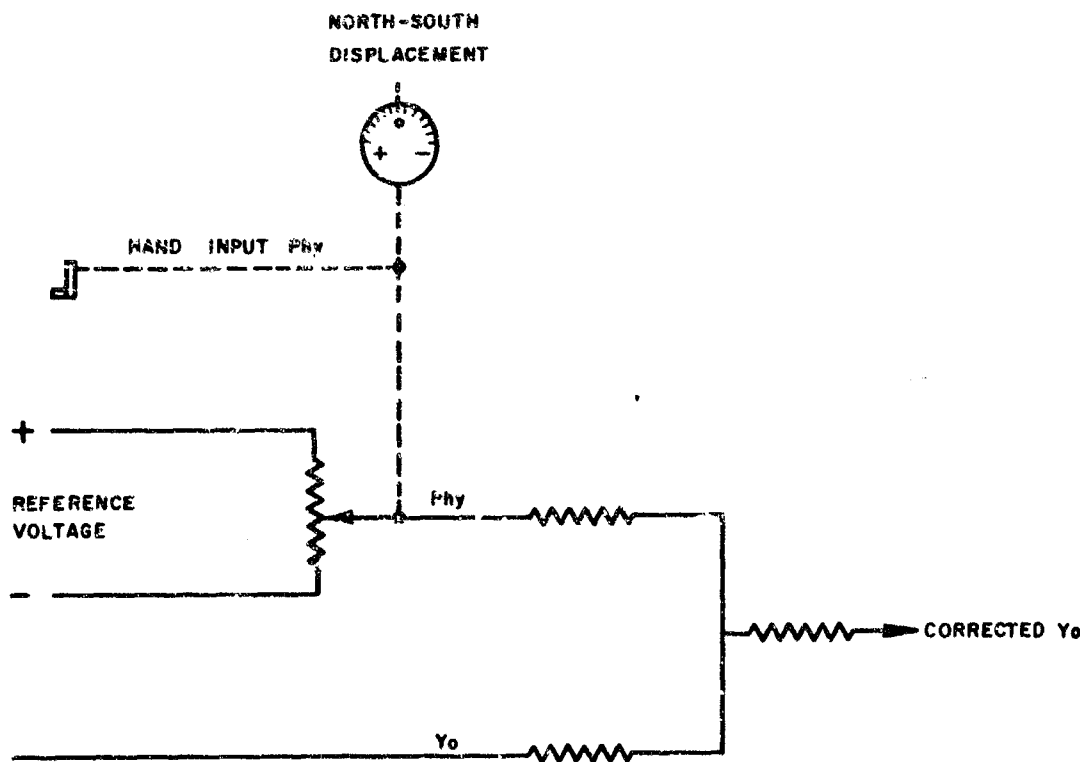 NORTH-SOUTH
DISPLACEMENT
+ -
HAND INPUT Phy
+
REFERENCE
VOLTAGE
-
Phy
CORRECTED Yo
Yo